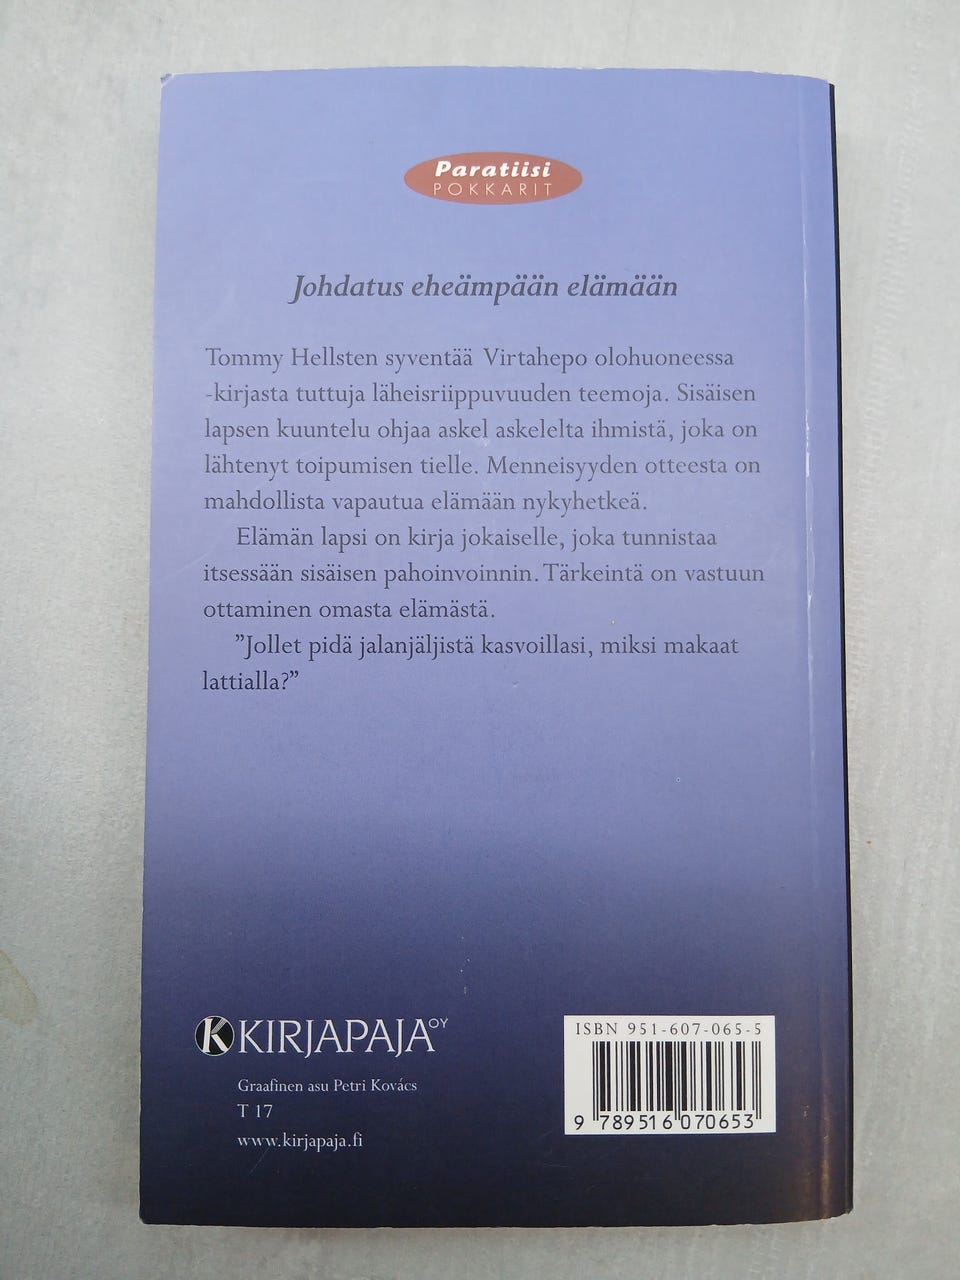 Paratiisi
POKKARIT
Johdatus eheämpään elämään
Tommy Hellsten syventää Virtahepo olohuoneessa
-kirjasta tuttuja läheisriippuvuuden teemoja. Sisäisen
lapsen kuuntelu ohjaa askel askelelta ihmistä, joka on
lähtenyt toipumisen tielle. Menneisyyden otteesta on
mahdollista vapautua elämään nykyhetkeä.
Elämän lapsi on kirja jokaiselle, joka tunnistaa
itsessään sisäisen pahoinvoinnin. Tärkeintä on vastuun
ottaminen omasta elämästä.
”Jollet pidä jalanjäljistä kasvoillasi, miksi makaat
lattialla?”
K KIRJAPAJA OY
Graafinen asu Petri Kovács
T 17
www.kirjapaja.fi
ISBN 951-607-065-5
9 789516 070653